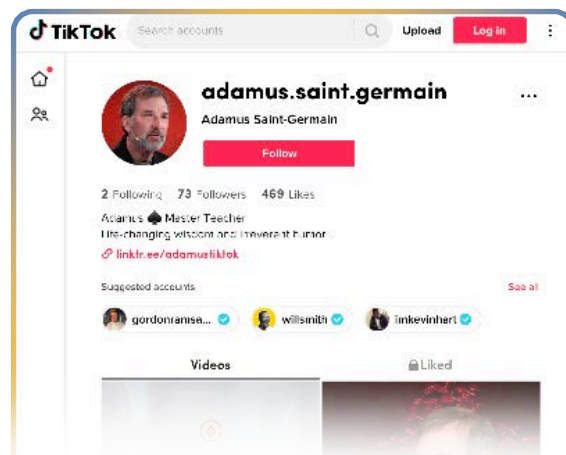 TikTok Search accounts Upload Log in
adamus.saint.germain ...
Adamus Saint-Germain
Follow
2 Following 73 Followers 469 Likes
Adamus ♠ Master Teacher
Life-changing wisdom and irreverent humor
linktr.ee/adamustiktok
Suggested accounts See all
gordonramsa... willsmith imkevinhart
Videos Liked